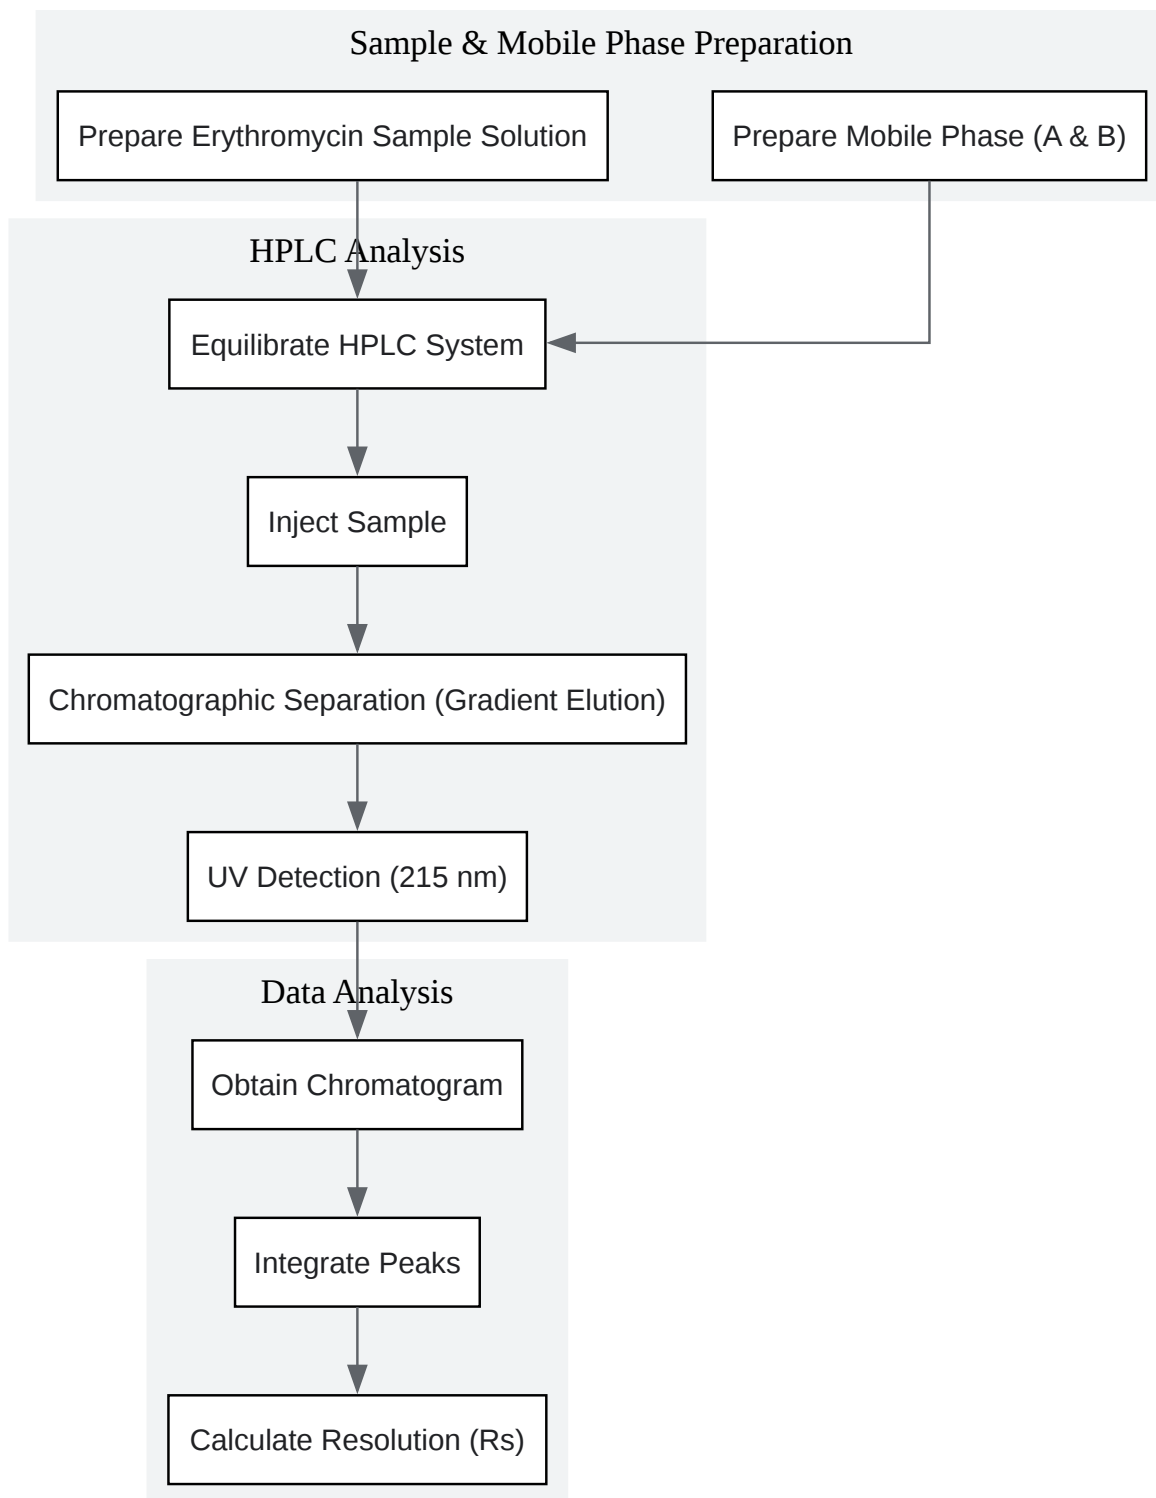 Sample & Mobile Phase Preparation
Prepare Erythromycin Sample Solution
Prepare Mobile Phase (A & B)
HPLC Analysis
Equilibrate HPLC System
Inject Sample
Chromatographic Separation (Gradient Elution)
UV Detection (215 nm)
Data Analysis
Obtain Chromatogram
Integrate Peaks
Calculate Resolution (Rs)